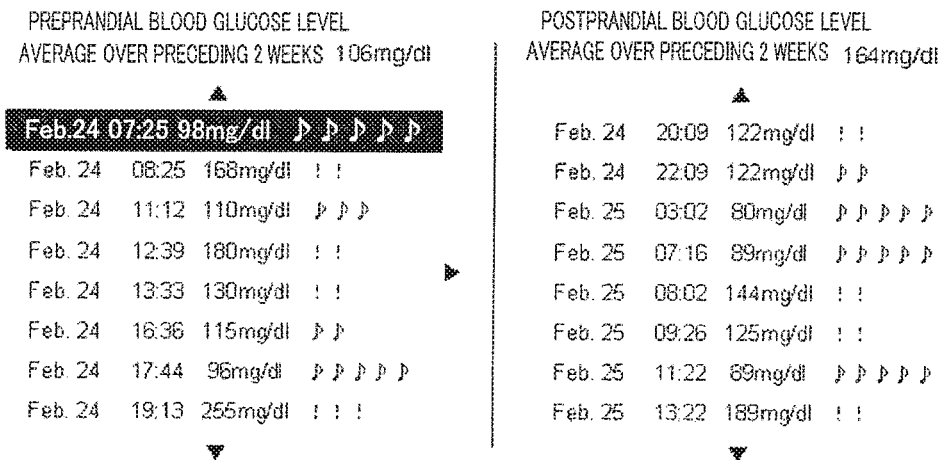 PREPRANDIAL BLOOD GLUCOSE LEVEL
AVERAGE OVER PRECEDING 2 WEEKS 106mg/dl
Feb.24 07:25 98mg/dl ♪ ♪ ♪ ♪ ♪
Feb. 24 08:25 168mg/dl ! !
Feb. 24 11:12 110mg/dl ♪ ♪ ♪
Feb. 24 12:39 180mg/dl ! !
Feb. 24 13:33 130mg/dl ! !
Feb. 24 16:36 115mg/dl ♪ ♪
Feb. 24 17:44 96mg/dl ♪ ♪ ♪ ♪ ♪
Feb. 24 19:13 255mg/dl ! ! !
POSTPRANDIAL BLOOD GLUCOSE LEVEL
AVERAGE OVER PRECEDING 2 WEEKS 164mg/dl
Feb. 24 20:09 122mg/dl ! !
Feb. 24 22:09 122mg/dl ♪ ♪
Feb. 25 03:02 80mg/dl ♪ ♪ ♪ ♪ ♪
Feb. 25 07:16 89mg/dl ♪ ♪ ♪ ♪ ♪
Feb. 25 08:02 144mg/dl ! !
Feb. 25 09:26 125mg/dl ! !
Feb. 25 11:22 ♪ ♪ ♪ ♪ ♪
Feb. 25 13:22 189mg/dl ! !